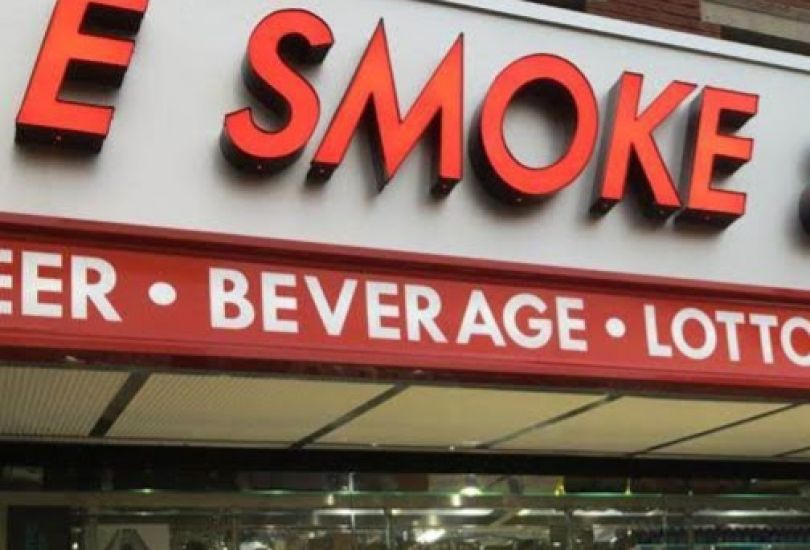 E SMOKE
EER • BEVERAGE • LOTTO